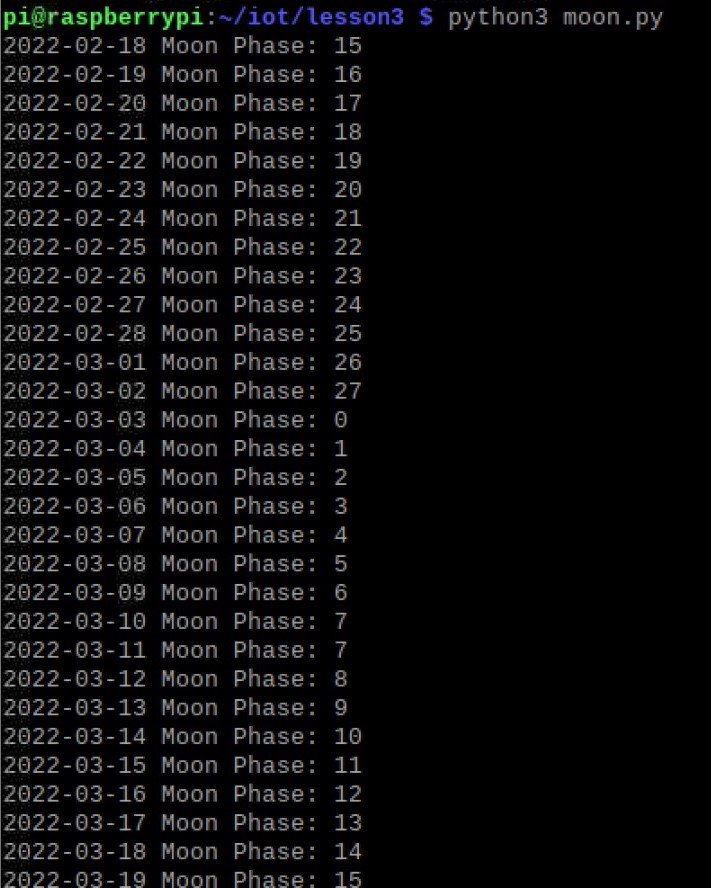 pi@raspberrypi:~/iot/lesson3 $ python3 moon.py
2022-02-18 Moon Phase: 15
2022-02-19 Moon Phase: 16
2022-02-20 Moon Phase: 17
2022-02-21 Moon Phase: 18
2022-02-22 Moon Phase: 19
2022-02-23 Moon Phase: 20
2022-02-24 Moon Phase: 21
2022-02-25 Moon Phase: 22
2022-02-26 Moon Phase: 23
2022-02-27 Moon Phase: 24
2022-02-28 Moon Phase: 25
2022-03-01 Moon Phase: 26
2022-03-02 Moon Phase: 27
2022-03-03 Moon Phase: 0
2022-03-04 Moon Phase: 1
2022-03-05 Moon Phase: 2
2022-03-06 Moon Phase: 3
2022-03-07 Moon Phase: 4
2022-03-08 Moon Phase: 5
2022-03-09 Moon Phase: 6
2022-03-10 Moon Phase: 7
2022-03-11 Moon Phase: 7
2022-03-12 Moon Phase: 8
2022-03-13 Moon Phase: 9
2022-03-14 Moon Phase: 10
2022-03-15 Moon Phase: 11
2022-03-16 Moon Phase: 12
2022-03-17 Moon Phase: 13
2022-03-18 Moon Phase: 14
2022-03-19 Moon Phase: 15